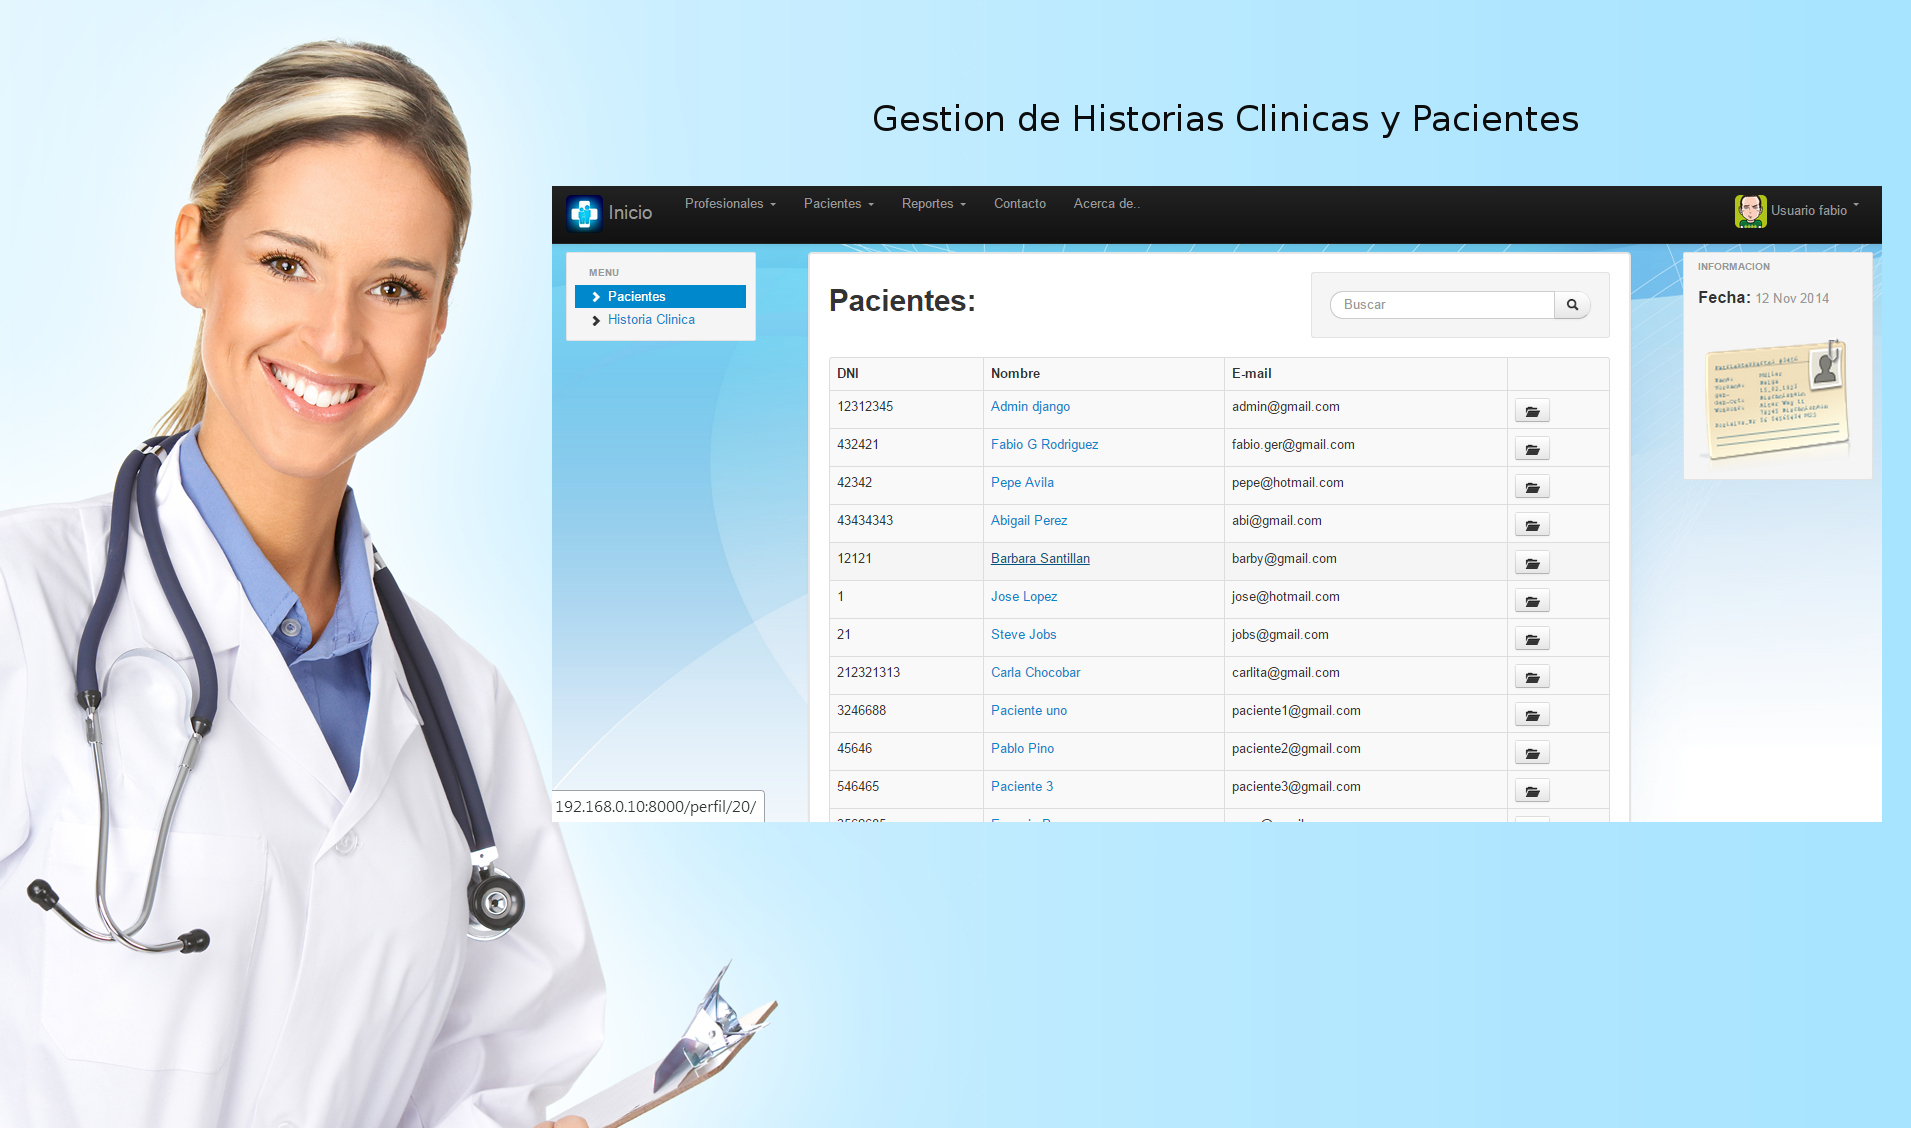 Gestion de Historias Clinicas y Pacientes
Inicio
Profesionales
Pacientes
Reportes
Contacto
Acerca de..
Usuario fabio
MENU
Pacientes
Historia Clinica
Pacientes:
Buscar
DNI Nombre E-mail
12312345 Admin django admin@gmail.com
432421 Fabio G Rodriguez fabio.ger@gmail.com
42342 Pepe Avila pepe@hotmail.com
43434343 Abigail Perez abi@gmail.com
12121 Barbara Santillan barby@gmail.com
1 Jose Lopez jose@hotmail.com
21 Steve Jobs jobs@gmail.com
212321313 Carla Chocobar carlita@gmail.com
3246688 Paciente uno paciente1@gmail.com
45646 Pablo Pino paciente2@gmail.com
546465 Paciente 3 paciente3@gmail.com
INFORMACION
Fecha: 12 Nov 2014
192.168.0.10:8000/perfil/20/